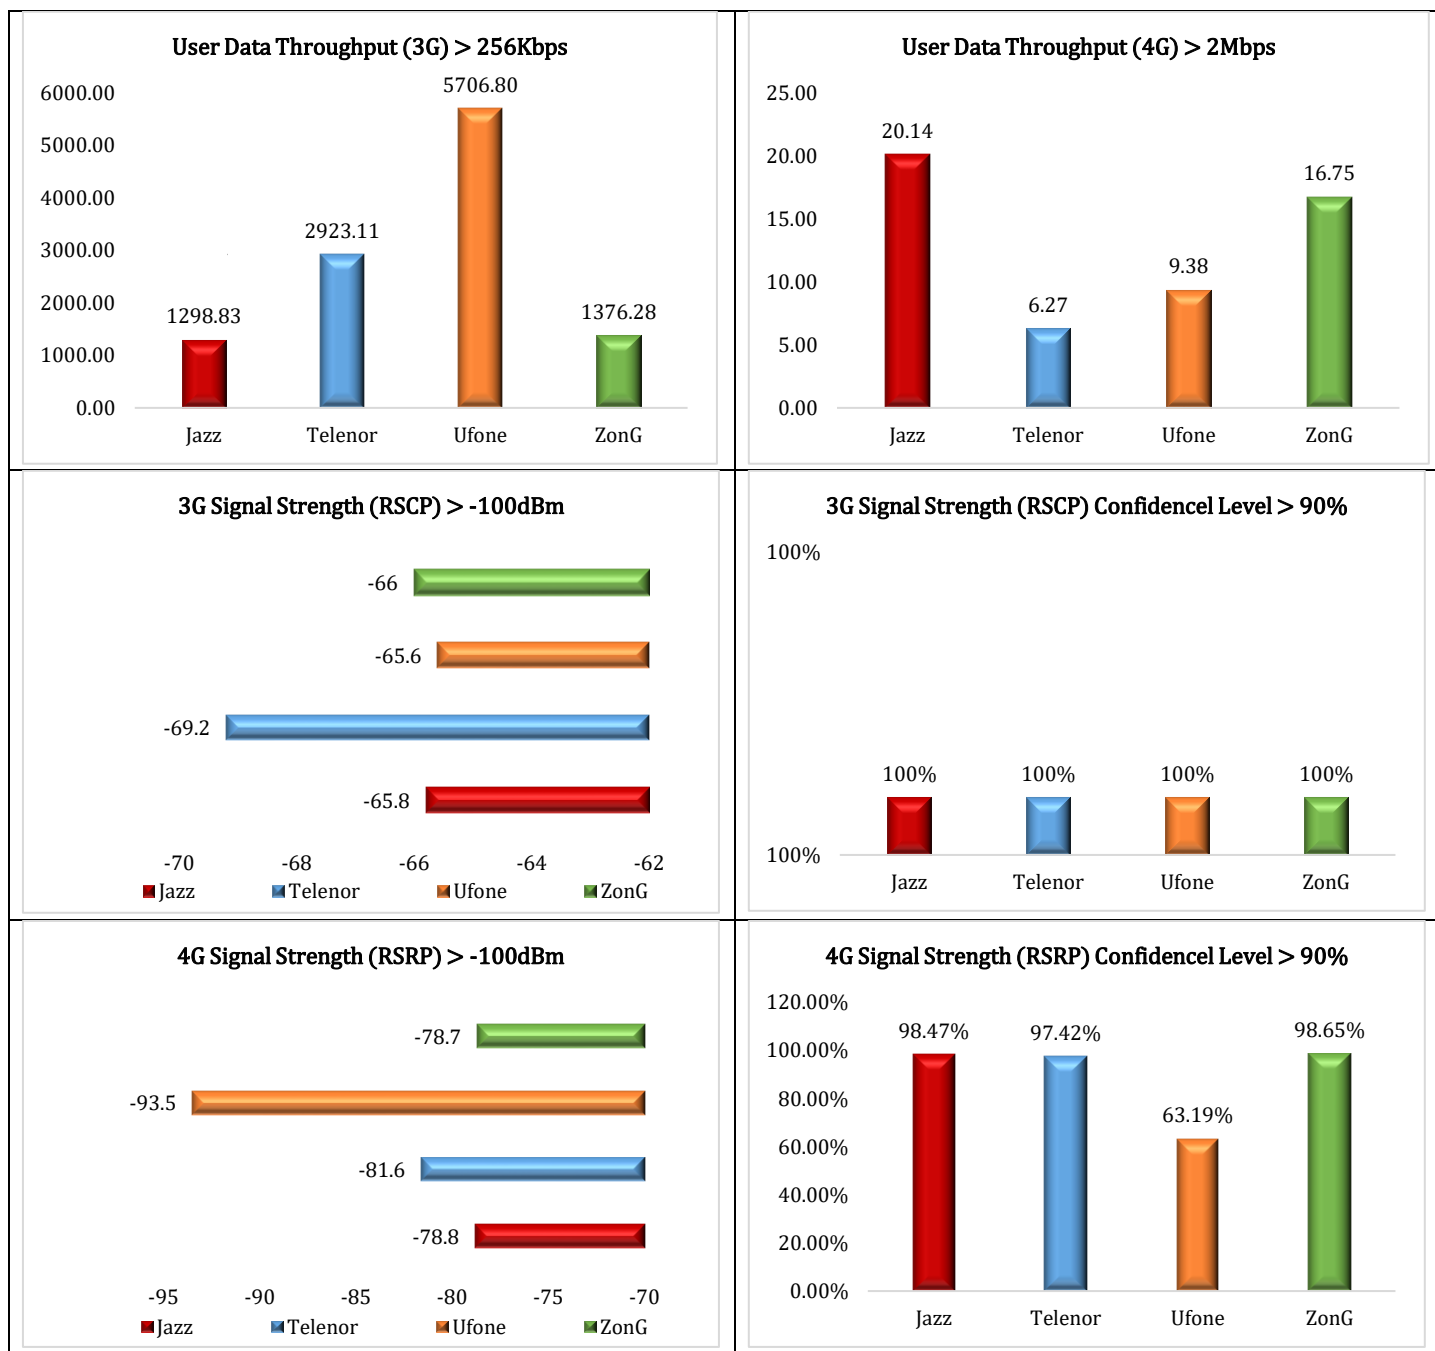 User Data Throughput (3G) > 256Kbps
6000.00
5000.00
4000.00
3000.00
2000.00
1000.00
0.00
1298.83
2923.11
5706.80
1376.28
Jazz Telenor Ufone ZonG
User Data Throughput (4G) > 2Mbps
25.00
20.00
15.00
10.00
5.00
0.00
20.14
6.27
9.38
16.75
Jazz Telenor Ufone ZonG
3G Signal Strength (RSCP) > -100dBm
-66
-65.6
-69.2
-65.8
-70 -68 -66 -64 -62
Jazz Telenor Ufone ZonG
3G Signal Strength (RSCP) Confidencel Level > 90%
100%
100% 100% 100% 100%
100%
Jazz Telenor Ufone ZonG
4G Signal Strength (RSRP) > -100dBm
-78.7
-93.5
-81.6
-78.8
-95 -90 -85 -80 -75 -70
Jazz Telenor Ufone ZonG
4G Signal Strength (RSRP) Confidencel Level > 90%
120.00%
100.00%
80.00%
60.00%
40.00%
20.00%
0.00%
98.47%
97.42%
63.19%
98.65%
Jazz Telenor Ufone ZonG